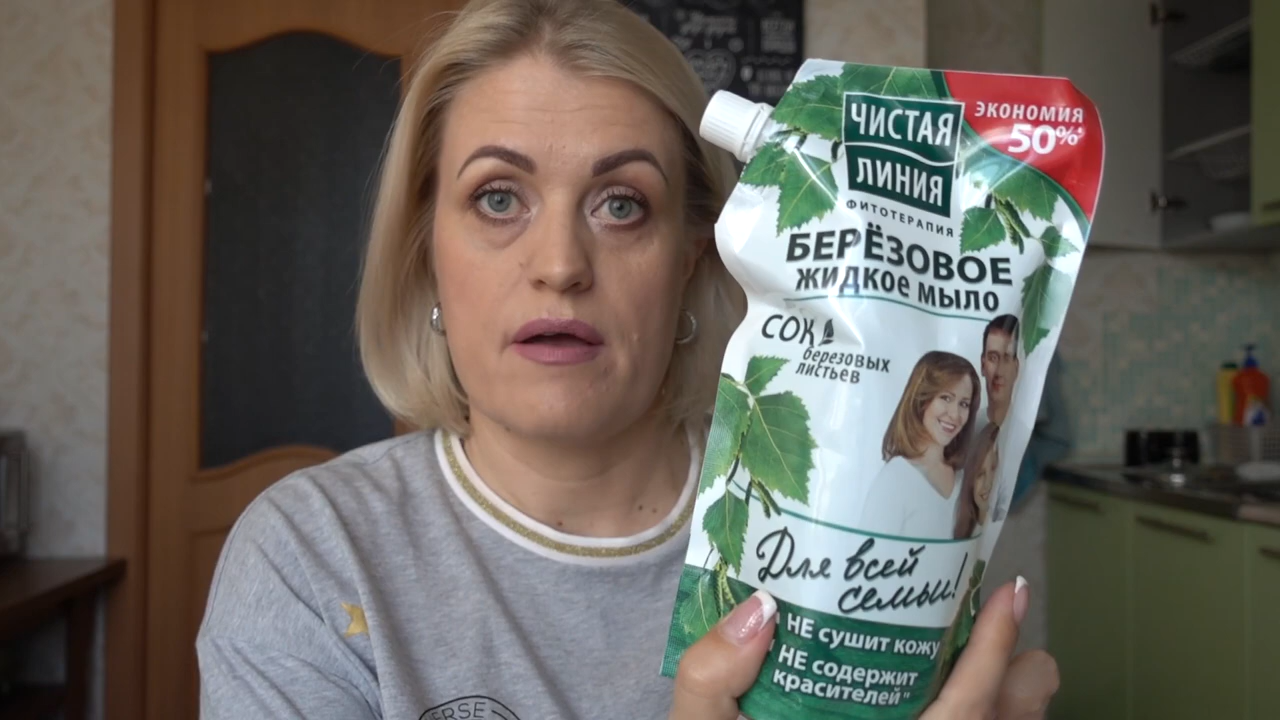 ЧИСТАЯ
ЛИНИЯ
ФИТОТЕРАПИЯ
ЭКОНОМИЯ
50%*
БЕРЁЗОВОЕ
ЖИДКОЕ МЫЛО
СОК
березовых
листьев
Для всей
семьи!
НЕ СУШИТ КОЖУ
НЕ СОДЕРЖИТ
красителей**
ERSE